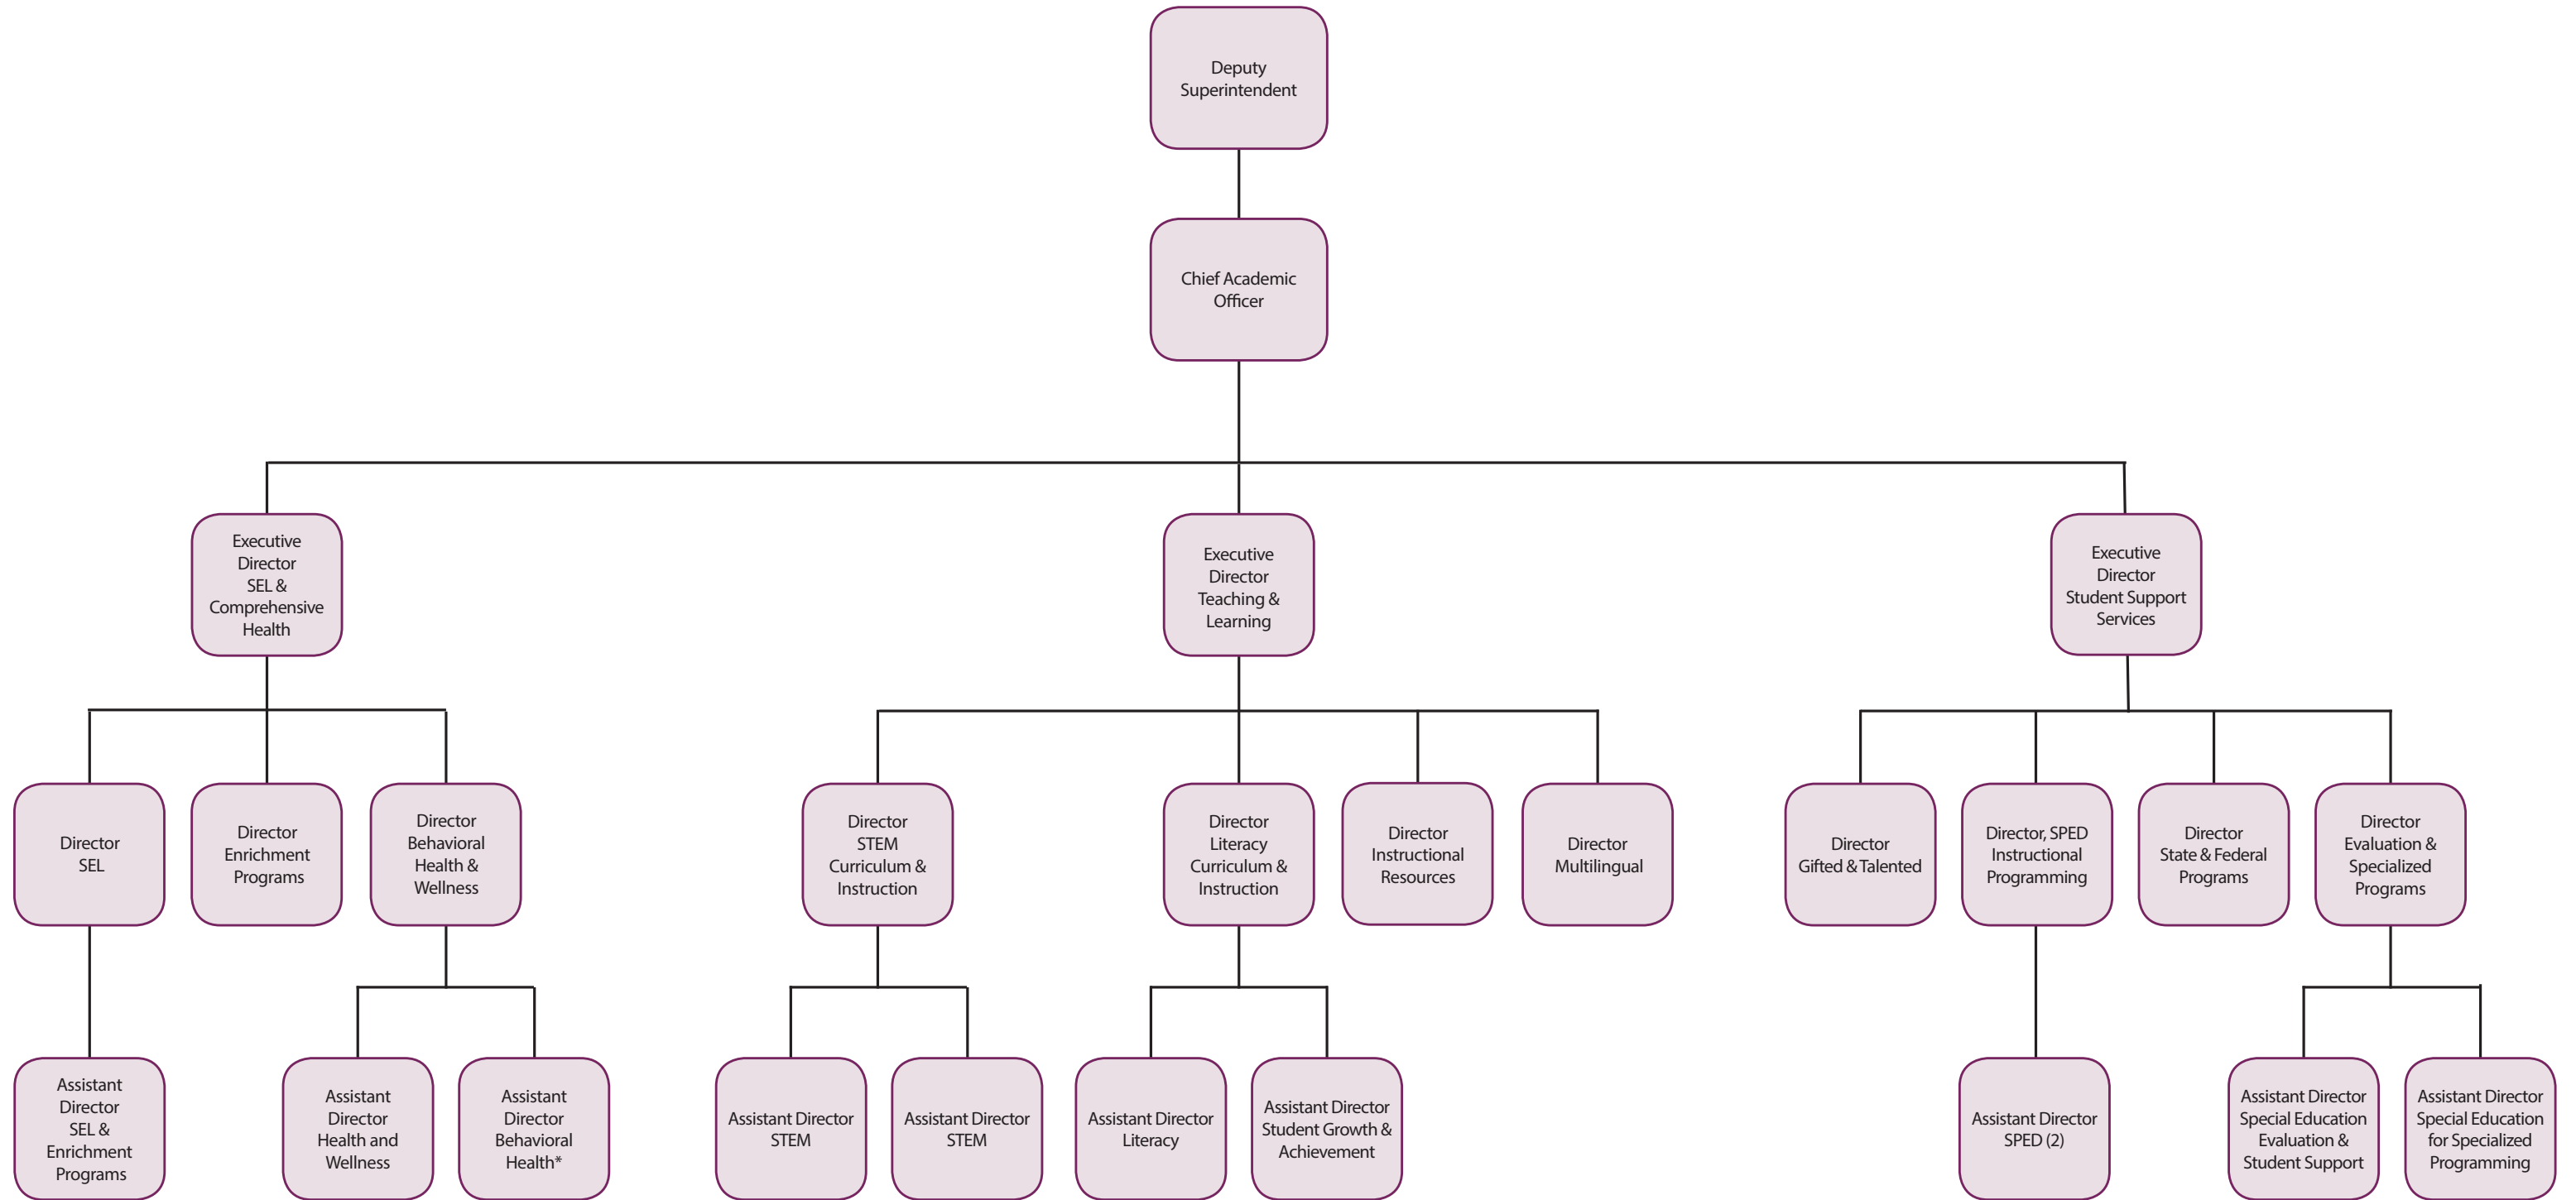 Deputy
Superintendent
Chief Academic
Officer
Executive
Director
SEL &
Comprehensive
Health
Executive
Director
Teaching &
Learning
Executive
Director
Student Support
Services
Director
SEL
Director
Enrichment
Programs
Director
Behavioral
Health &
Wellness
Director
STEM
Curriculum &
Instruction
Director
Literacy
Curriculum &
Instruction
Director
Instructional
Resources
Director
Multilingual
Director
Gifted & Talented
Director, SPED
Instructional
Programming
Director
State & Federal
Programs
Director
Evaluation &
Specialized
Programs
Assistant
Director
SEL &
Enrichment
Programs
Assistant
Director
Health and
Wellness
Assistant
Director
Behavioral
Health*
Assistant Director
STEM
Assistant Director
STEM
Assistant Director
Literacy
Assistant Director
Student Growth &
Achievement
Assistant Director
SPED (2)
Assistant Director
Special Education
Evaluation &
Student Support
Assistant Director
Special Education
for Specialized
Programming